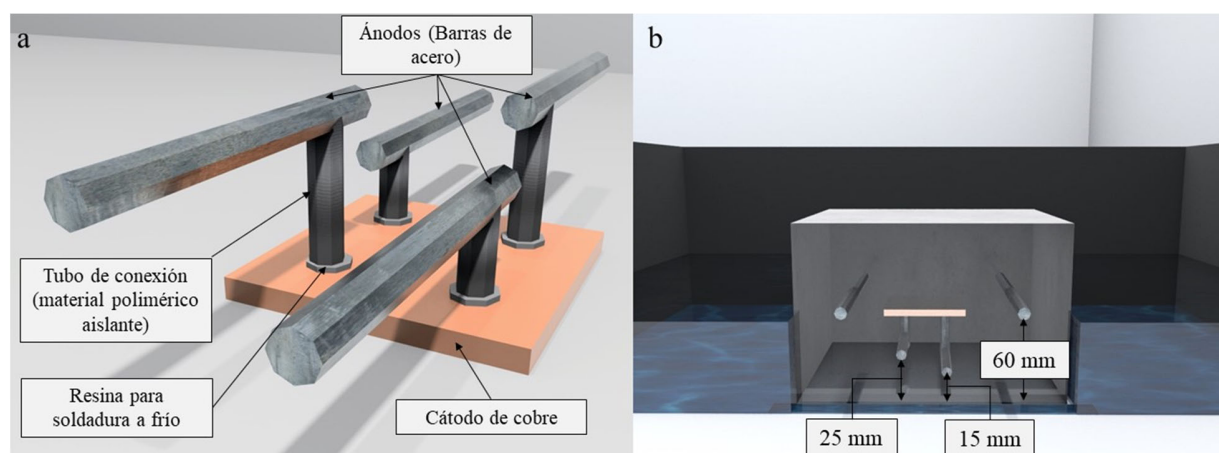 a
Ánodos (Barras de
acero)
Tubo de conexión
(material polimérico
aislante)
Resina para
soldadura a frío
Cátodo de cobre
b
60 mm
25 mm
15 mm